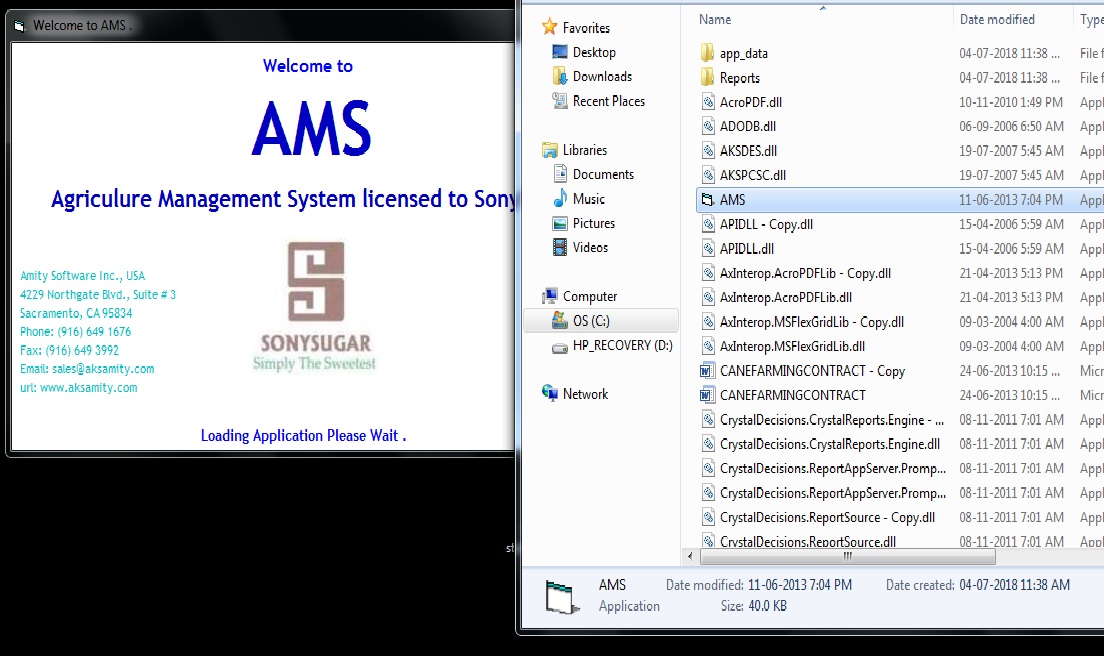 Welcome to AMS .
Welcome to
AMS
Agriculure Management System licensed to Sony
SONYSUGAR
Simply The Sweetest
Amity Software Inc., USA
4229 Northgate Blvd., Suite # 3
Sacramento, CA 95834
Phone: (916) 649 1676
Fax: (916) 649 3992
Email: sales@aksamity.com
url: www.aksamity.com
Loading Application Please Wait .
Favorites
Desktop
Downloads
Recent Places
Libraries
Documents
Music
Pictures
Videos
Computer
OS (C:)
HP_RECOVERY (D:)
Network
Name Date modified Type
app_data 04-07-2018 11:38 ... File f
Reports 04-07-2018 11:38 ... File f
AcroPDF.dll 10-11-2010 1:49 PM Appl
ADODB.dll 06-09-2006 6:50 AM Appl
AKSDES.dll 19-07-2007 5:45 AM Appl
AKSPCSC.dll 19-07-2007 5:45 AM Appl
AMS 11-06-2013 7:04 PM Appl
APIDLL - Copy.dll 15-04-2006 5:59 AM Appl
APIDLL.dll 15-04-2006 5:59 AM Appl
AxInterop.AcroPDFLib - Copy.dll 21-04-2013 5:13 PM Appl
AxInterop.AcroPDFLib.dll 21-04-2013 5:13 PM Appl
AxInterop.MSFlexGridLib - Copy.dll 09-03-2004 4:00 AM Appl
AxInterop.MSFlexGridLib.dll 09-03-2004 4:00 AM Appl
CANEFARMINGCONTRACT - Copy 24-06-2013 10:15 ... Micr
CANEFARMINGCONTRACT 24-06-2013 10:15 ... Micr
CrystalDecisions.CrystalReports.Engine - ... 08-11-2011 7:01 AM Appl
CrystalDecisions.CrystalReports.Engine.dll 08-11-2011 7:01 AM Appl
CrystalDecisions.ReportAppServer.Promp... 08-11-2011 7:01 AM Appl
CrystalDecisions.ReportAppServer.Promp... 08-11-2011 7:01 AM Appl
CrystalDecisions.ReportSource - Copy.dll 08-11-2011 7:01 AM Appl
CrystalDecisions.ReportSource.dll 08-11-2011 7:01 AM Appl
AMS Date modified: 11-06-2013 7:04 PM Date created: 04-07-2018 11:38 AM
Application Size: 40.0 KB